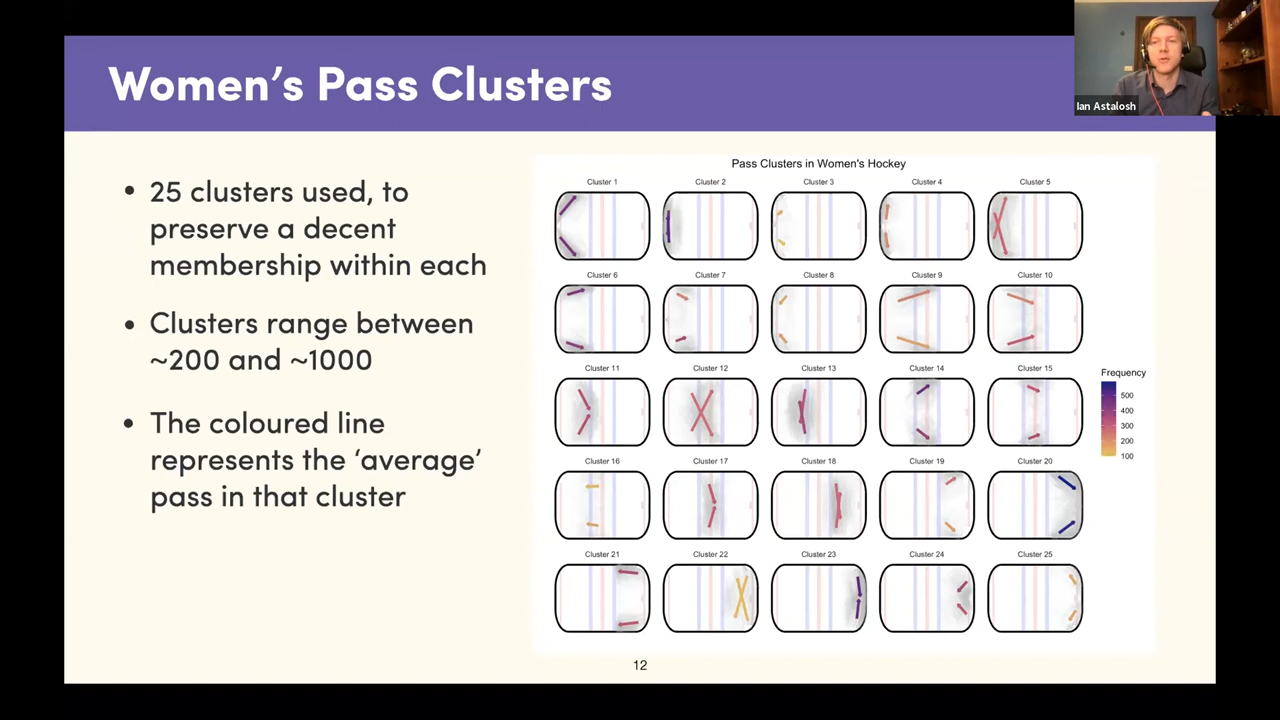 Women's Pass Clusters
Ian Astalosh
• 25 clusters used, to
preserve a decent
membership within each
• Clusters range between
~200 and ~1000
• The coloured line
represents the 'average'
pass in that cluster
Pass Clusters in Women's Hockey
Cluster 1 Cluster 2 Cluster 3 Cluster 4 Cluster 5
Cluster 6 Cluster 7 Cluster 8 Cluster 9 Cluster 10
Cluster 11 Cluster 12 Cluster 13 Cluster 14 Cluster 15
Cluster 16 Cluster 17 Cluster 18 Cluster 19 Cluster 20
Cluster 21 Cluster 22 Cluster 23 Cluster 24 Cluster 25
Frequency
500
400
300
200
100
12